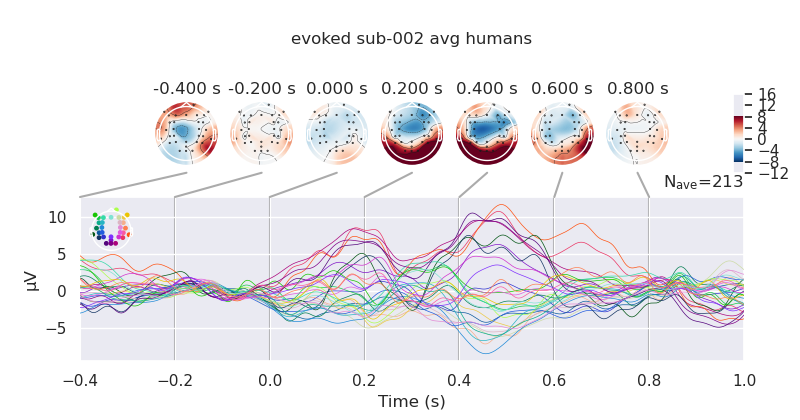 evoked sub-002 avg humans
-0.400 s -0.200 s 0.000 s 0.200 s 0.400 s 0.600 s 0.800 s
16
12
8
4
0
−4
−8
−12
Nave=213
10
5
0
−5
µV
−0.4 −0.2 0.0 0.2 0.4 0.6 0.8 1.0
Time (s)